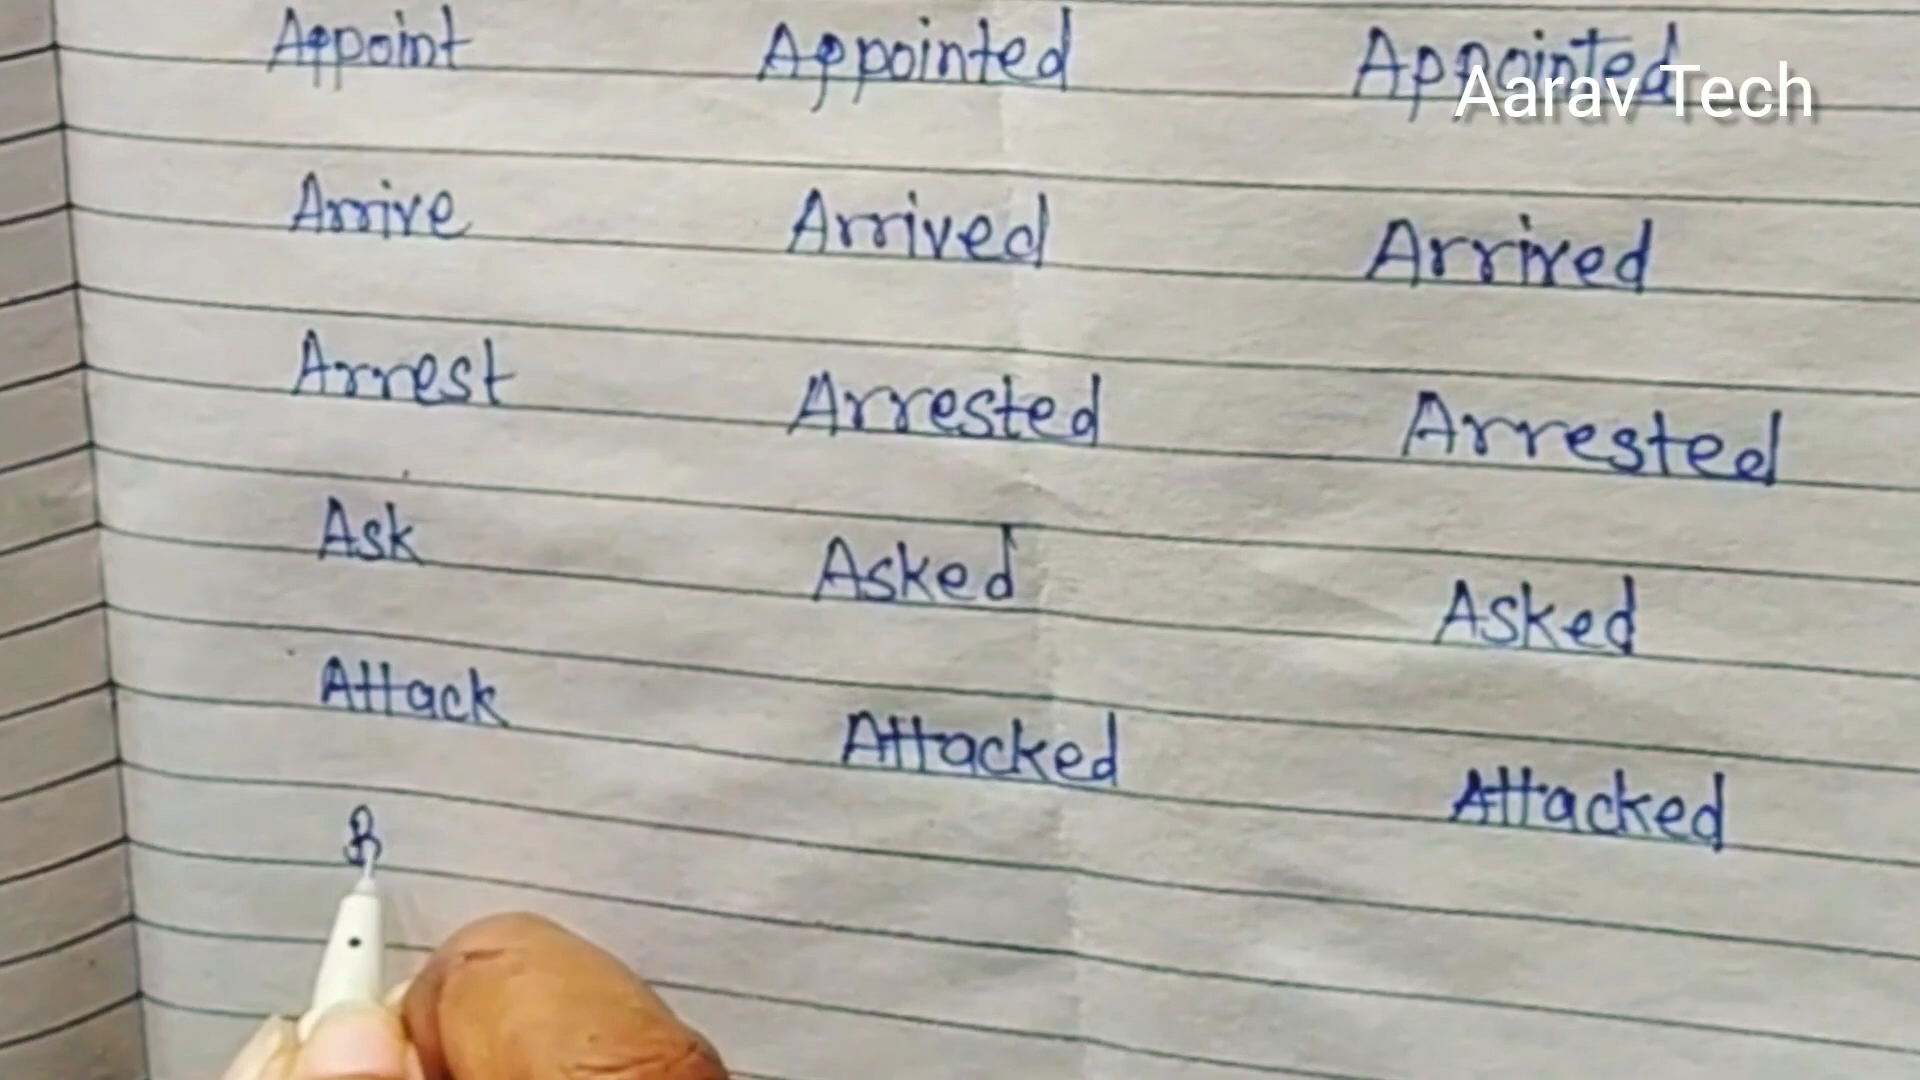 Appoint Appointed Appointed
Aarav Tech
Arrive Arrived Arrived
Arrest Arrested Arrested
Ask Asked Asked
Attack Attacked Attacked
B